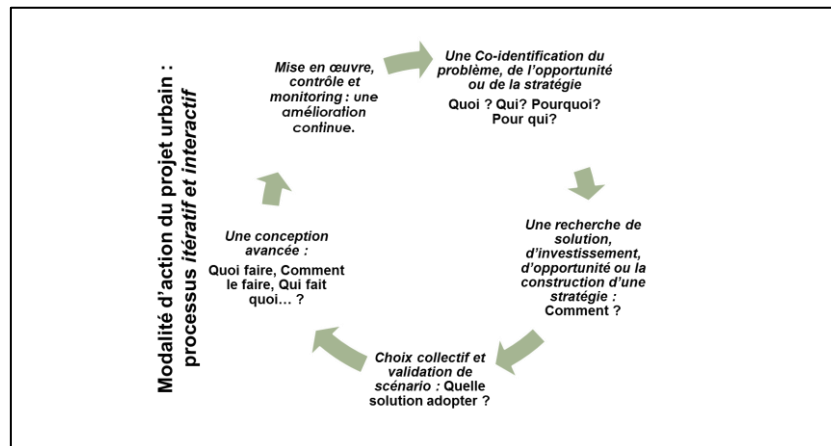 Modalité d'action du projet urbain :
processus itératif et interactif
Une Co-identification du
problème, de l'opportunité
ou de la stratégie
Quoi ? Qui? Pourquoi?
Pour qui?
Une recherche de
solution,
d'investissement,
d'opportunité ou la
construction d'une
stratégie :
Comment ?
Choix collectif et
validation de
scénario : Quelle
solution adopter ?
Une conception
avancée :
Quoi faire, Comment
le faire, Qui fait
quoi… ?
Mise en œuvre,
contrôle et
monitoring : une
amélioration
continue.